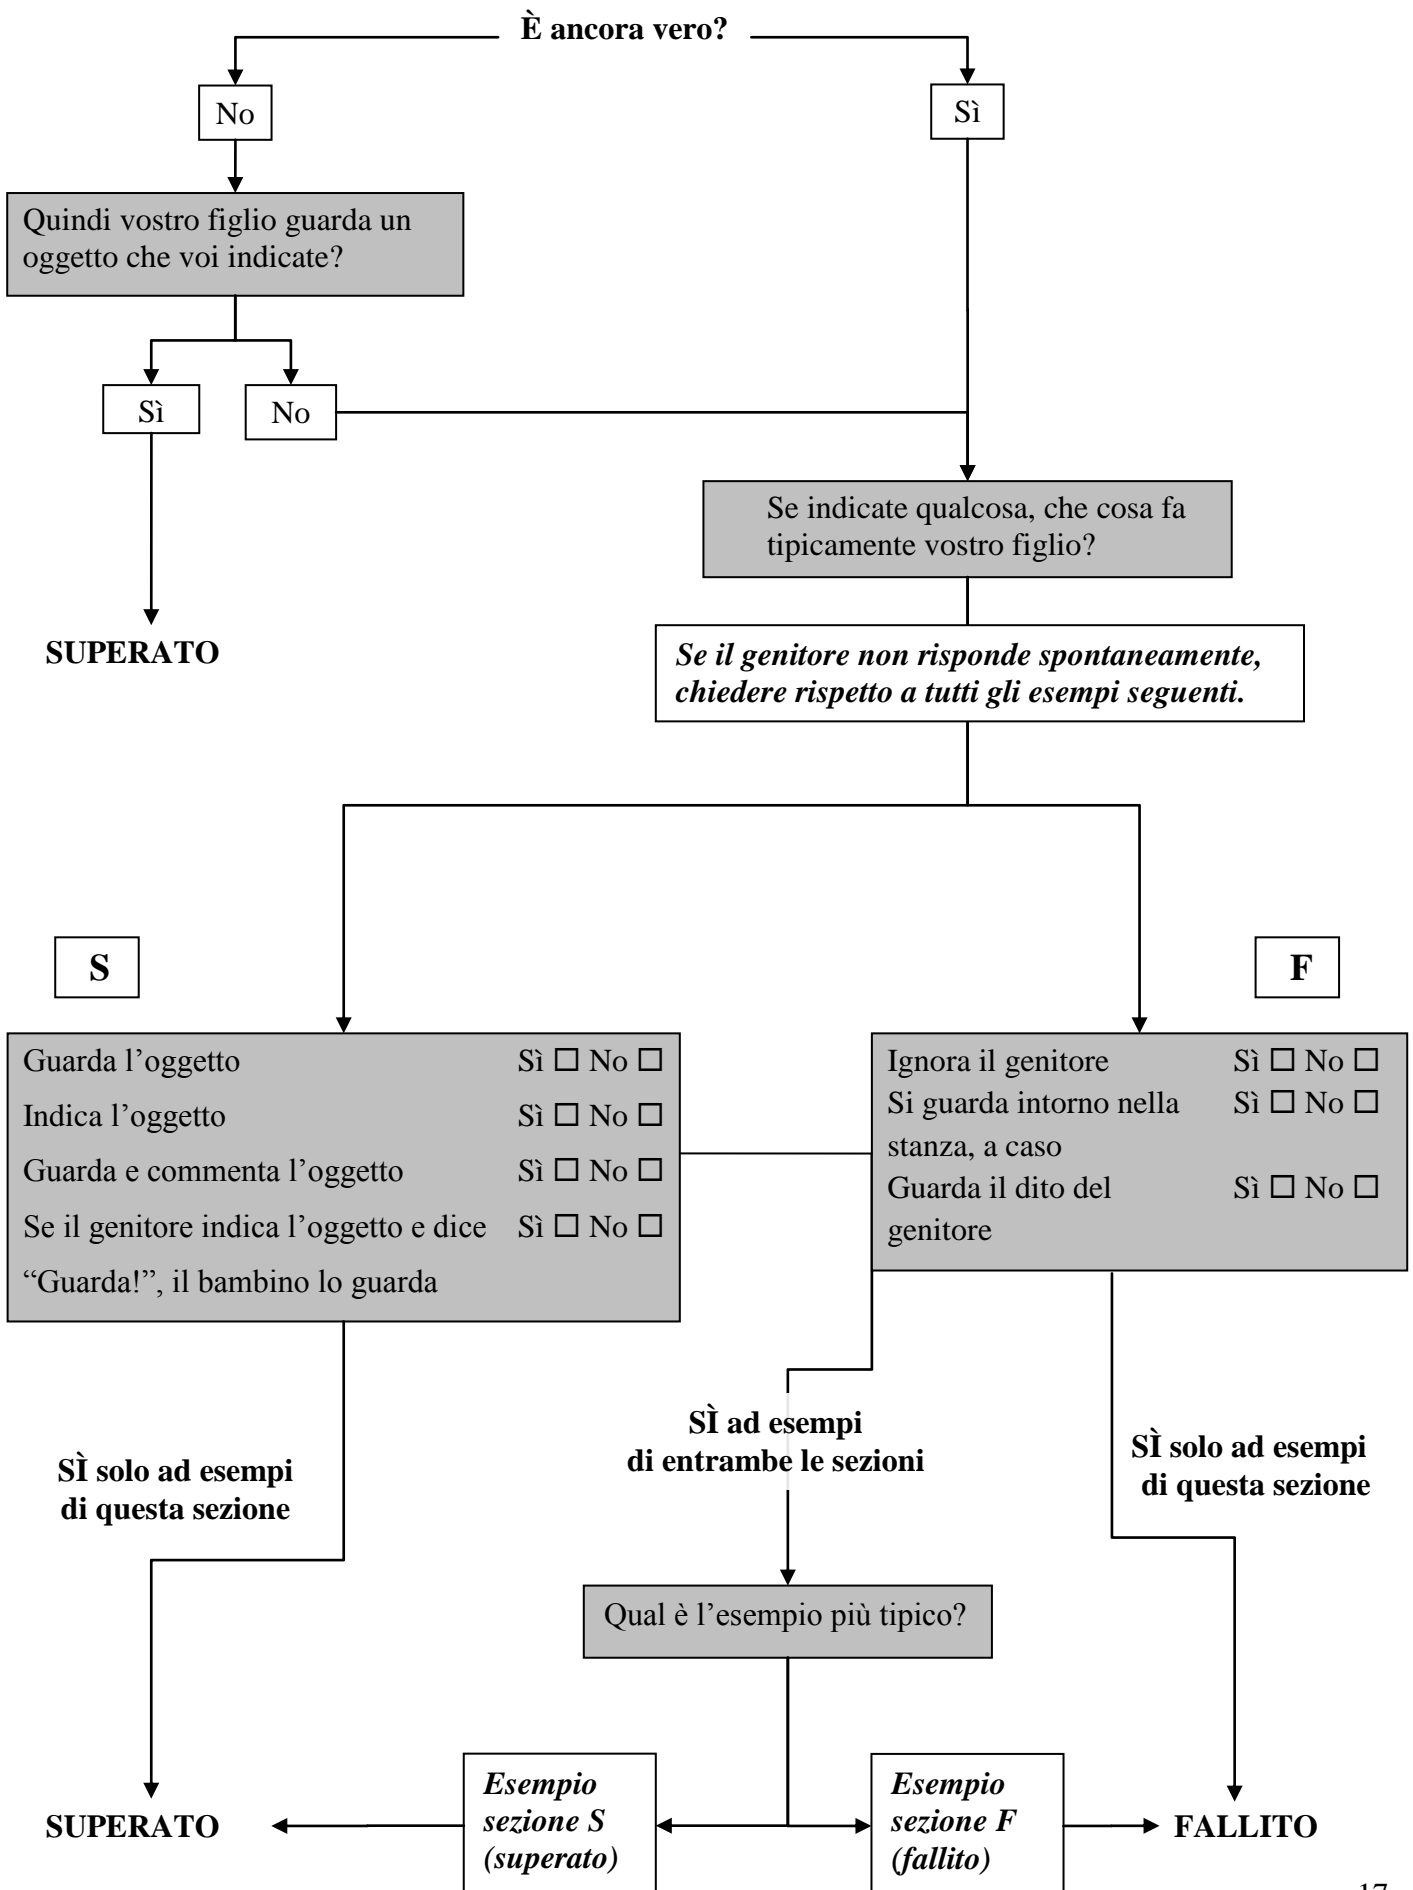 È ancora vero?
No
Sì
Quindi vostro figlio guarda un
oggetto che voi indicate?
Sì
No
Se indicate qualcosa, che cosa fa
tipicamente vostro figlio?
SUPERATO
Se il genitore non risponde spontaneamente,
chiedere rispetto a tutti gli esempi seguenti.
S
F
Guarda l’oggetto Sì ☐ No ☐
Indica l’oggetto Sì ☐ No ☐
Guarda e commenta l’oggetto Sì ☐ No ☐
Se il genitore indica l’oggetto e dice Sì ☐ No ☐
“Guarda!”, il bambino lo guarda
Ignora il genitore Sì ☐ No ☐
Si guarda intorno nella Sì ☐ No ☐
stanza, a caso
Guarda il dito del Sì ☐ No ☐
genitore
SÌ solo ad esempi
di questa sezione
SÌ ad esempi
di entrambe le sezioni
SÌ solo ad esempi
di questa sezione
Qual è l’esempio più tipico?
SUPERATO
Esempio
sezione S
(superato)
Esempio
sezione F
(fallito)
FALLITO